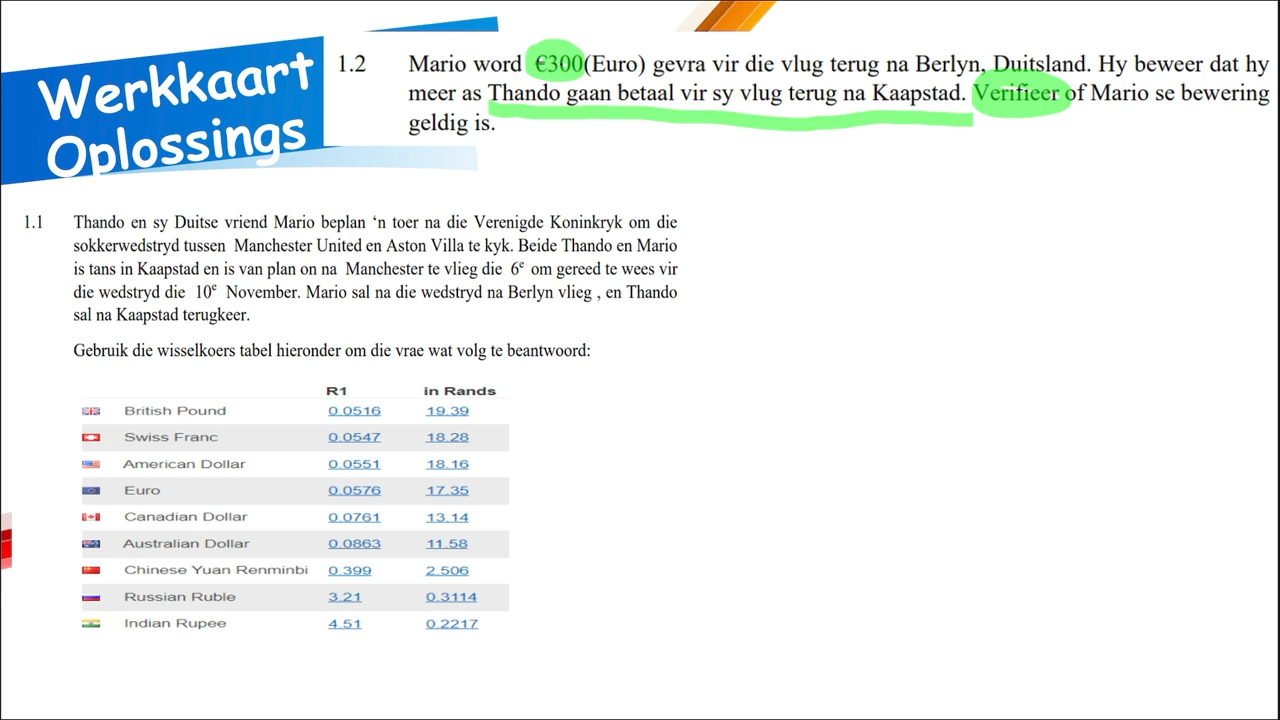 Werkkaart
Oplossings
1.2 Mario word €300(Euro) gevra vir die vlug terug na Berlyn, Duitsland. Hy beweer dat hy
meer as Thando gaan betaal vir sy vlug terug na Kaapstad. Verifieer of Mario se bewering
geldig is.
1.1 Thando en sy Duitse vriend Mario beplan ‘n toer na die Verenigde Koninkryk om die
sokkerwedstryd tussen Manchester United en Aston Villa te kyk. Beide Thando en Mario
is tans in Kaapstad en is van plan on na Manchester te vlieg die 6e om gereed te wees vir
die wedstryd die 10e November. Mario sal na die wedstryd na Berlyn vlieg , en Thando
sal na Kaapstad terugkeer.
Gebruik die wisselkoers tabel hieronder om die vrae wat volg te beantwoord:
R1 in Rands
British Pound 0.0516 19.39
Swiss Franc 0.0547 18.28
American Dollar 0.0551 18.16
Euro 0.0576 17.35
Canadian Dollar 0.0761 13.14
Australian Dollar 0.0863 11.58
Chinese Yuan Renminbi 0.399 2.506
Russian Ruble 3.21 0.3114
Indian Rupee 4.51 0.2217